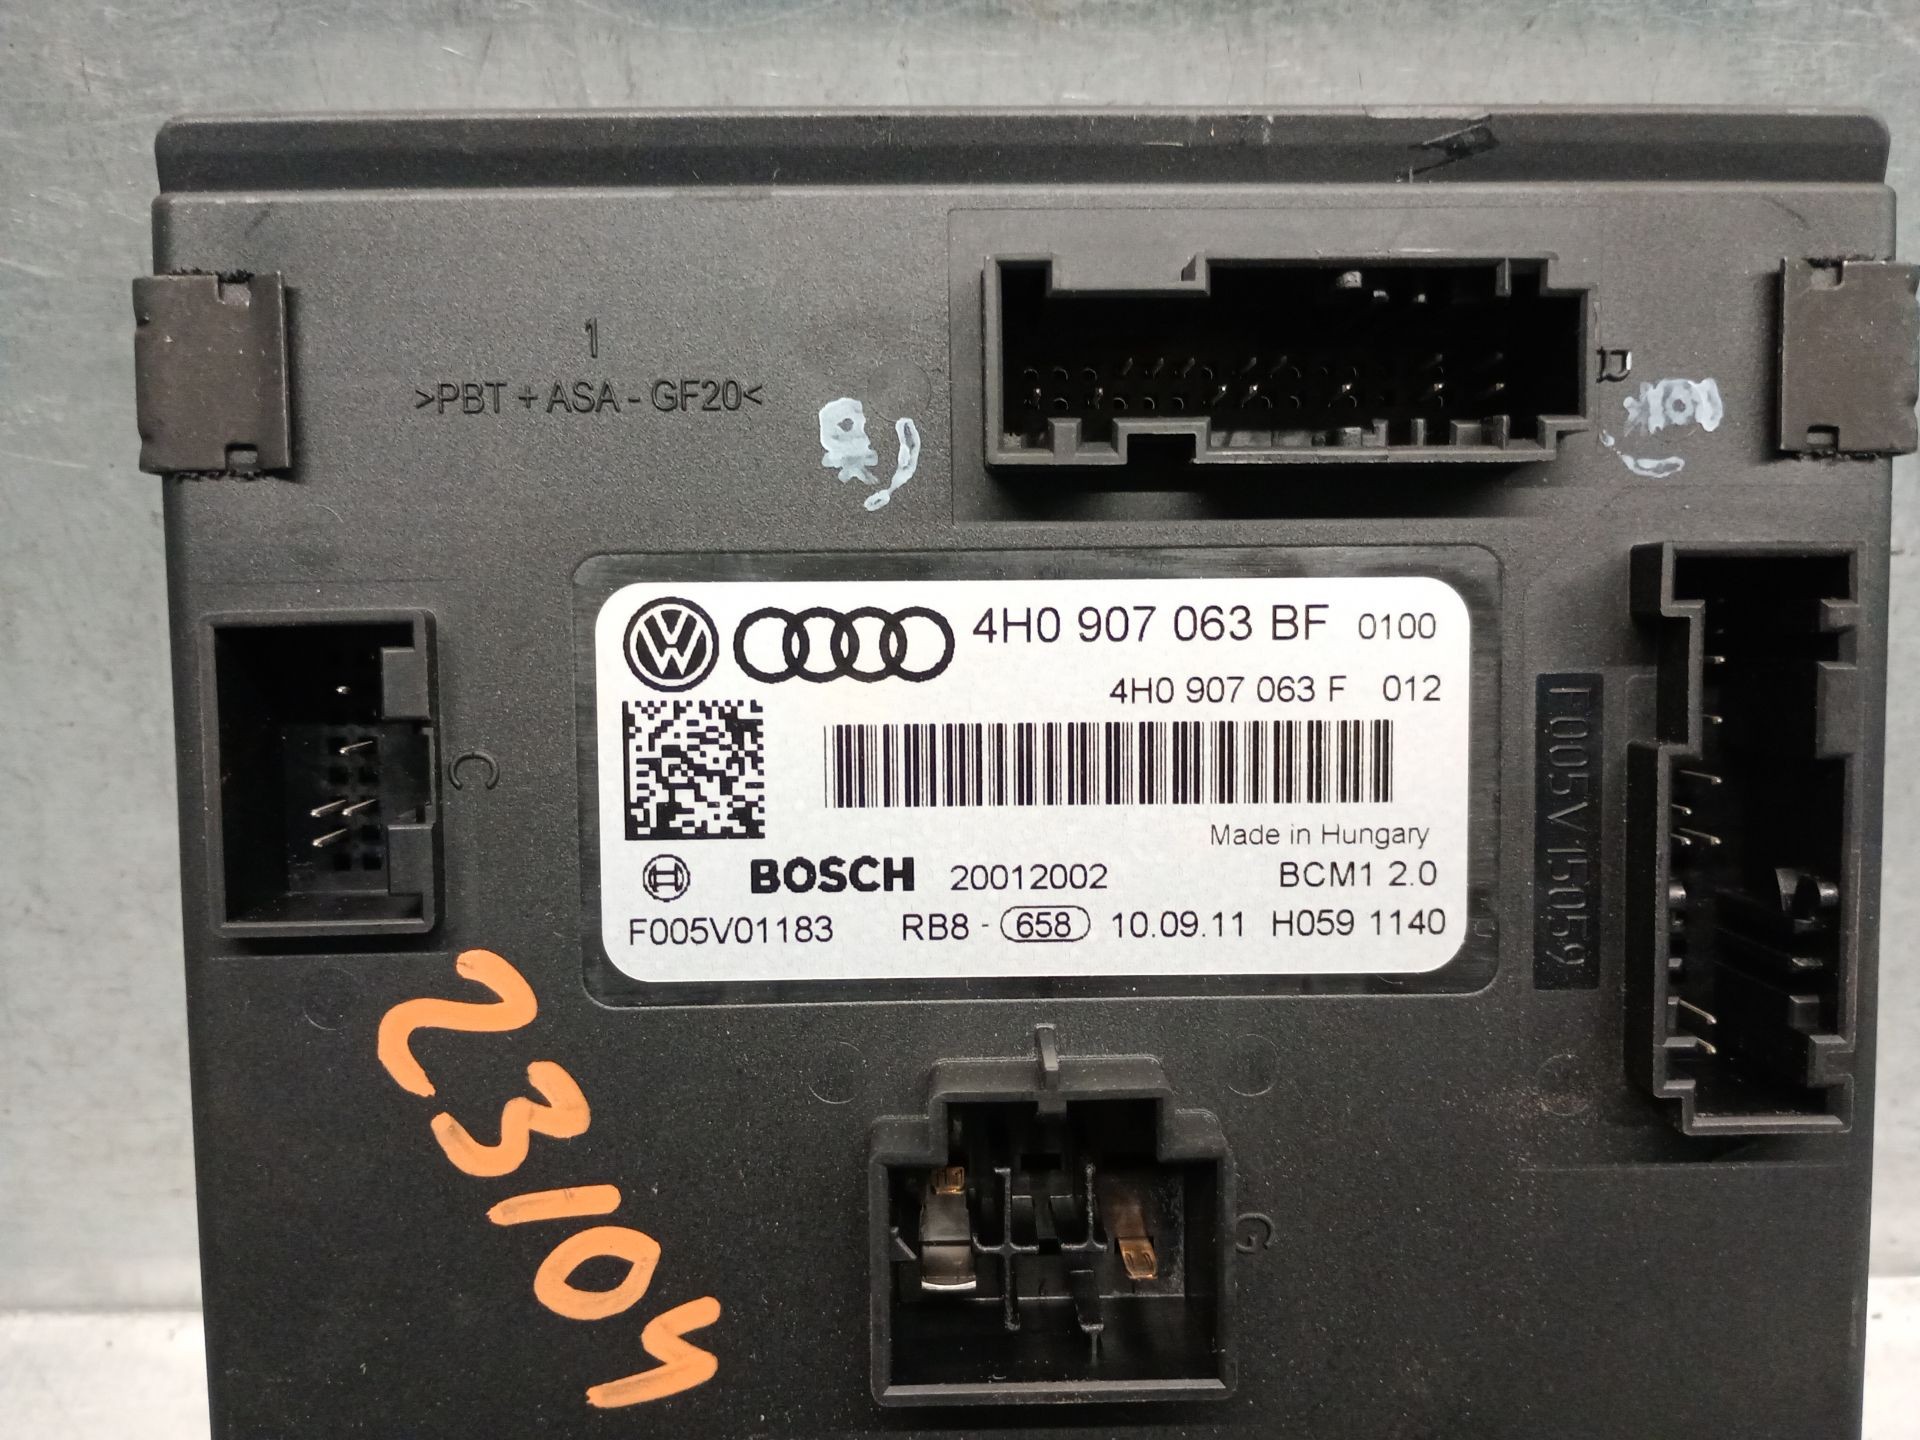 1
>PBT + ASA - GF20<
D
4H0 907 063 BF 0100
4H0 907 063 F 012
Made in Hungary
BOSCH 20012002 BCM1 2.0
F005V01183 RB8 - 658 10.09.11 H059 1140
C
F005V15059
G
23104